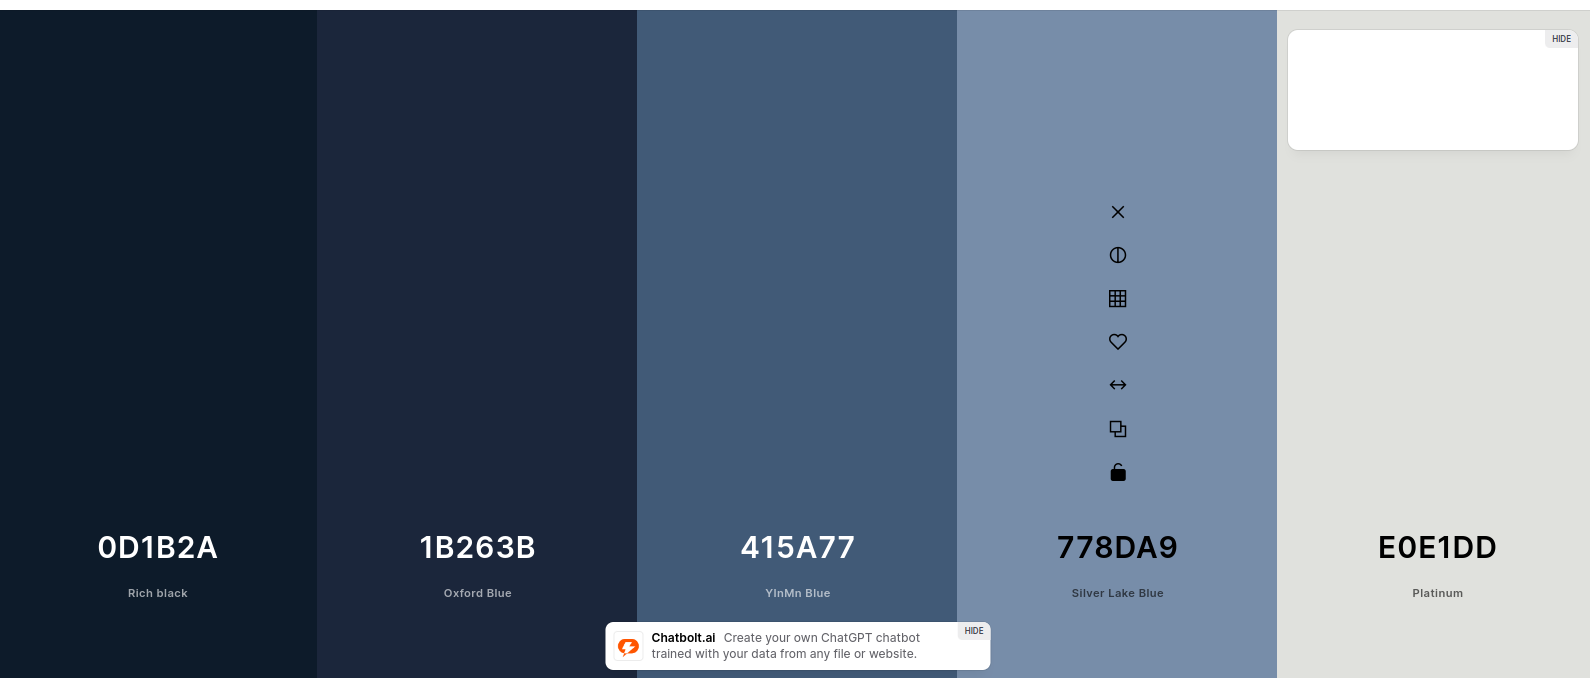 HIDE
0D1B2A
Rich black
1B263B
Oxford Blue
415A77
YInMn Blue
778DA9
Silver Lake Blue
E0E1DD
Platinum
Chatbolt.ai Create your own ChatGPT chatbot
trained with your data from any file or website.
HIDE